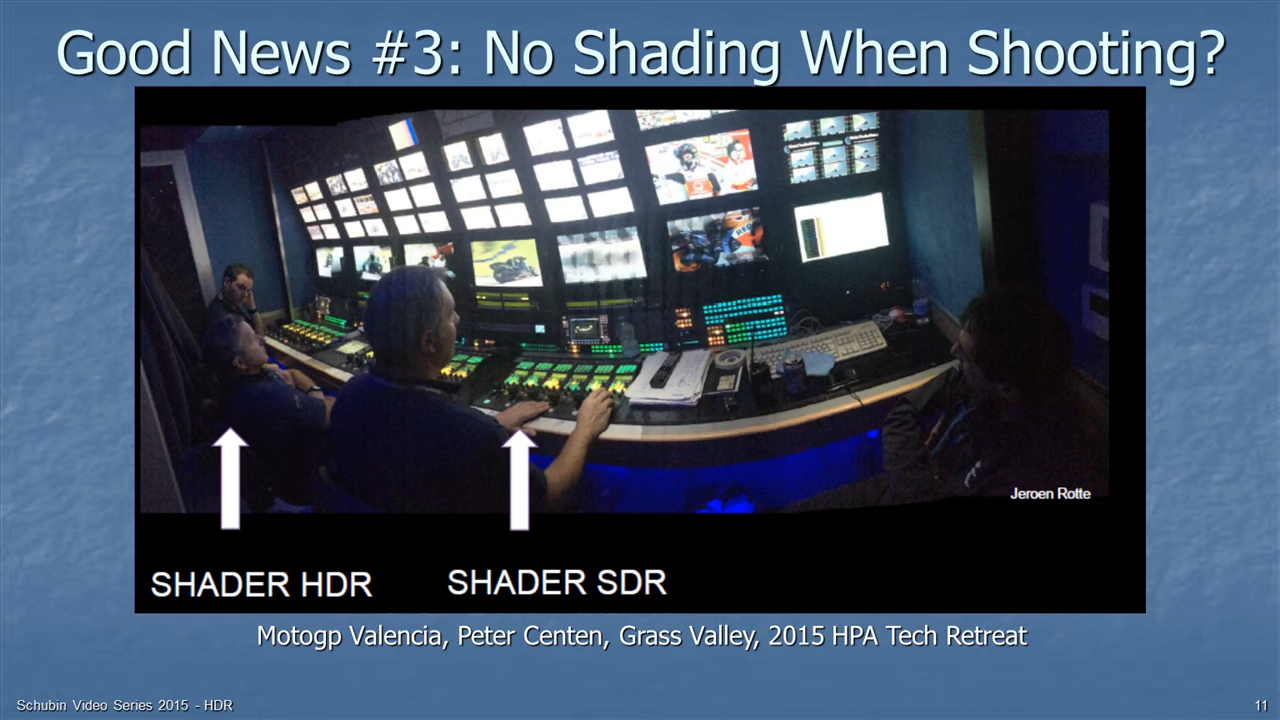 Good News #3: No Shading When Shooting?
Jeroen Rotte
SHADER HDR
SHADER SDR
Motogp Valencia, Peter Centen, Grass Valley, 2015 HPA Tech Retreat
Schubin Video Series 2015 - HDR
11